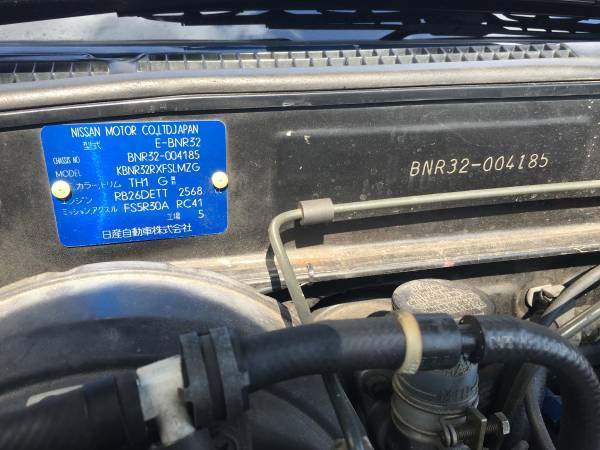 NISSAN MOTOR CO.,LTD.JAPAN
型式 E-BNR32
CHASSIS NO BNR32-004185
MODEL KBNR32RXFSLMZG
カラー,トリム TH1 G
ジン RB26DETT 2568
ミッション,アクスル FS5R30A RC41
工場 5
日産自動車株式会社
BNR32-004185